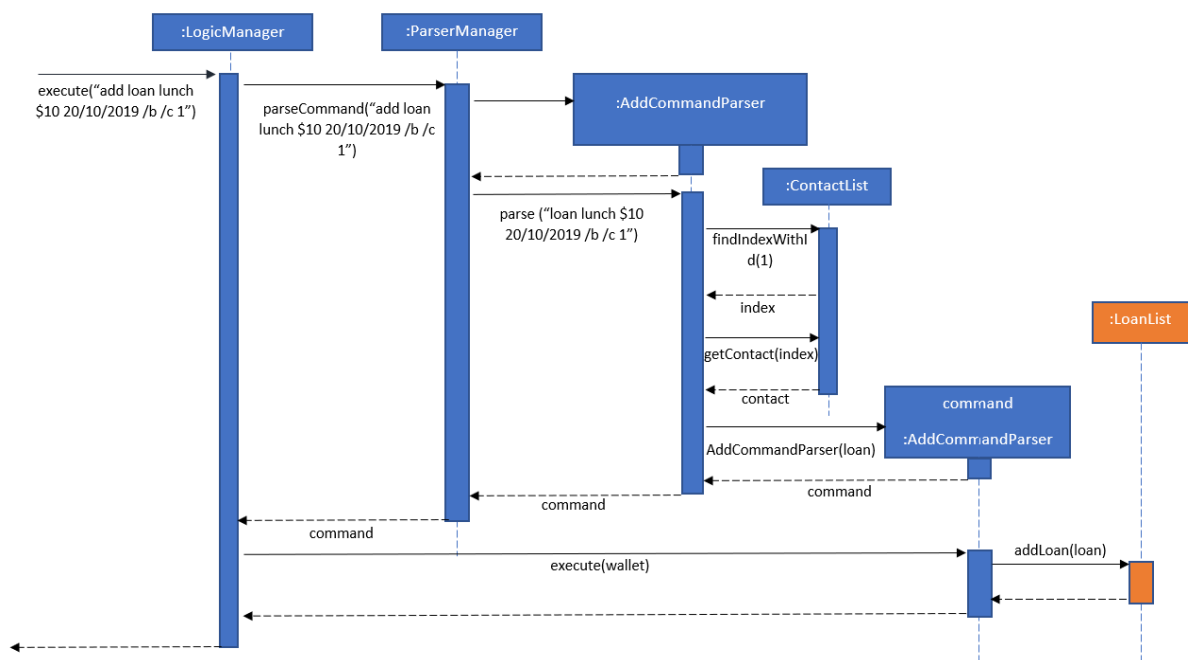 :LogicManager
:ParserManager
execute(“add loan lunch
$10 20/10/2019 /b /c 1”)
parseCommand(“add loan
lunch $10 20/10/2019 /b /c
1”)
:AddCommandParser
:ContactList
parse (“loan lunch $10
20/10/2019 /b /c 1”)
findIndexWithI
d(1)
index
:LoanList
getContact(index)
contact
command
:AddCommandParser
AddCommandParser(loan)
command
command
command
execute(wallet)
addLoan(loan)